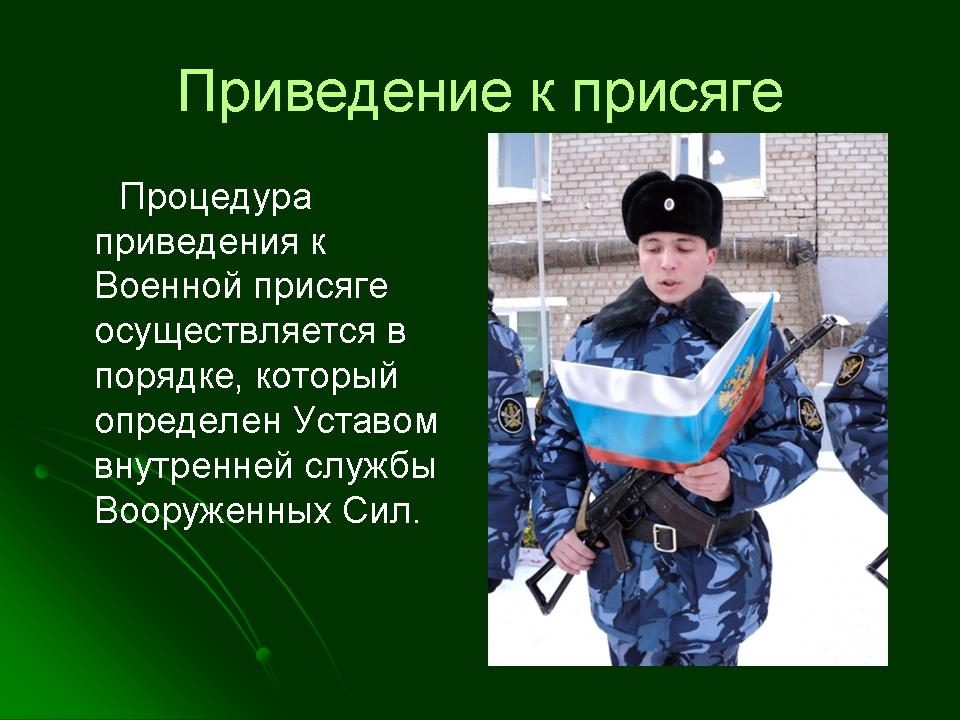 Приведение к присяге
Процедура
приведения к
Военной присяге
осуществляется в
порядке, который
определен Уставом
внутренней службы
Вооруженных Сил.